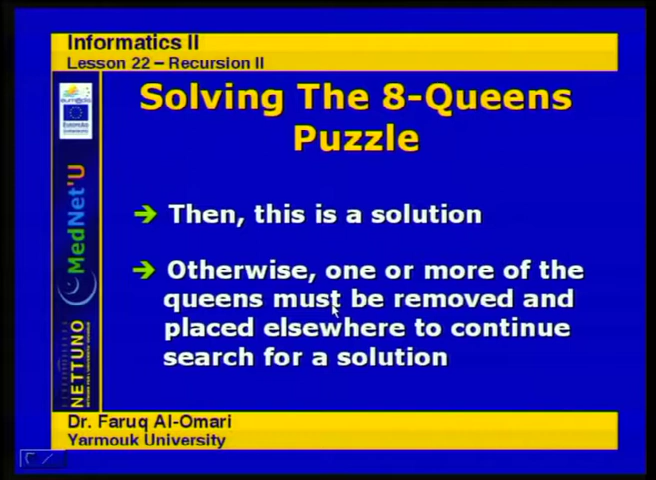 Informatics II
Lesson 22 – Recursion II
Solving The 8-Queens
Puzzle
Then, this is a solution
Otherwise, one or more of the
queens must be removed and
placed elsewhere to continue
search for a solution
MedNet'U
NETTUNO
Dr. Faruq Al-Omari
Yarmouk University